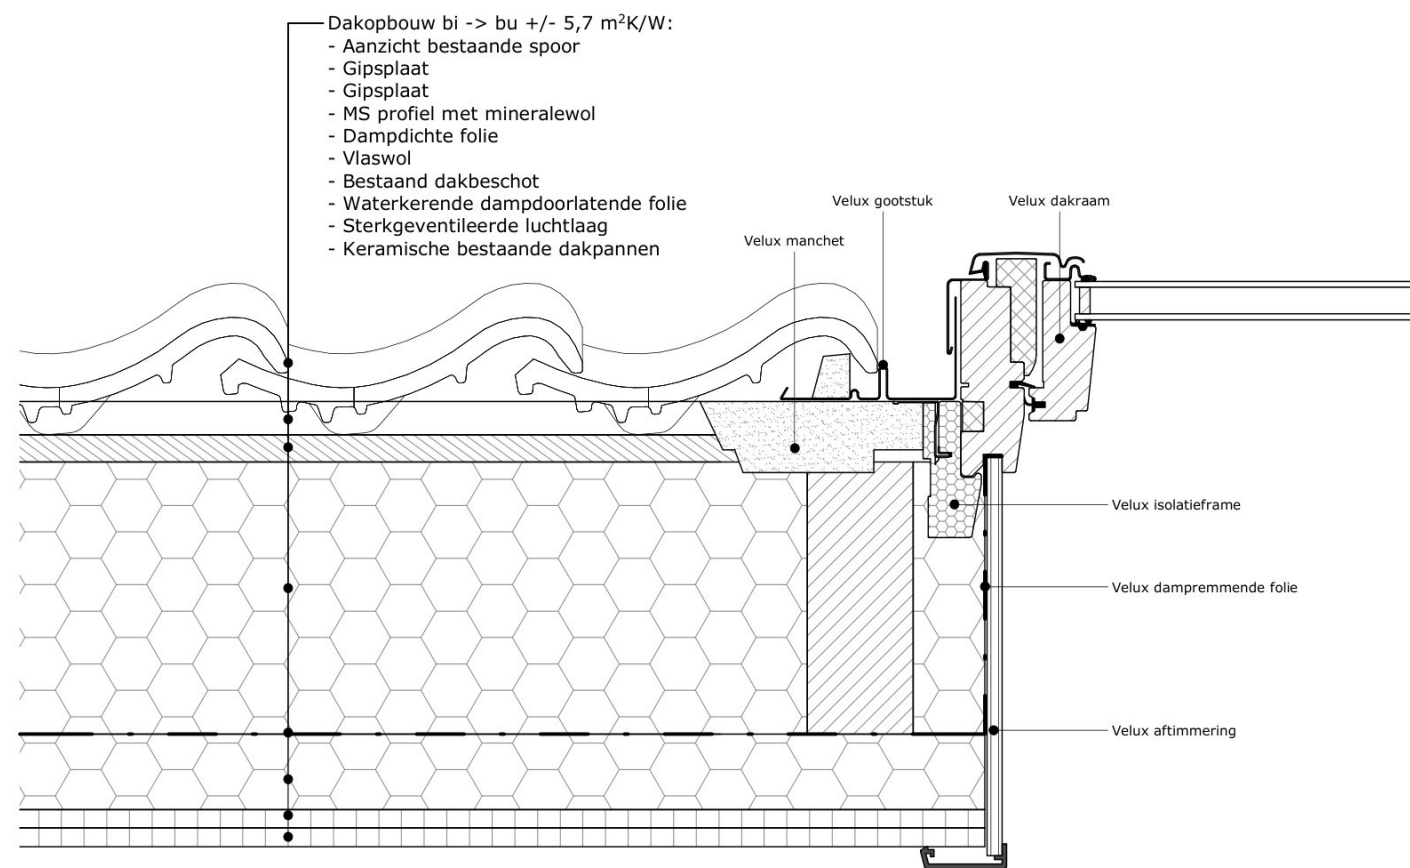 Dakopbouw bi -> bu +/- 5,7 m²K/W:
- Aanzicht bestaande spoor
- Gipsplaat
- Gipsplaat
- MS profiel met mineralewol
- Dampdichte folie
- Vlaswol
- Bestaand dakbeschot
- Waterkerende dampdoorlatende folie
- Sterkgeventileerde luchtlaag
- Keramische bestaande dakpannen
Velux gootstuk
Velux dakraam
Velux manchet
Velux isolatieframe
Velux dampremmende folie
Velux aftimmering